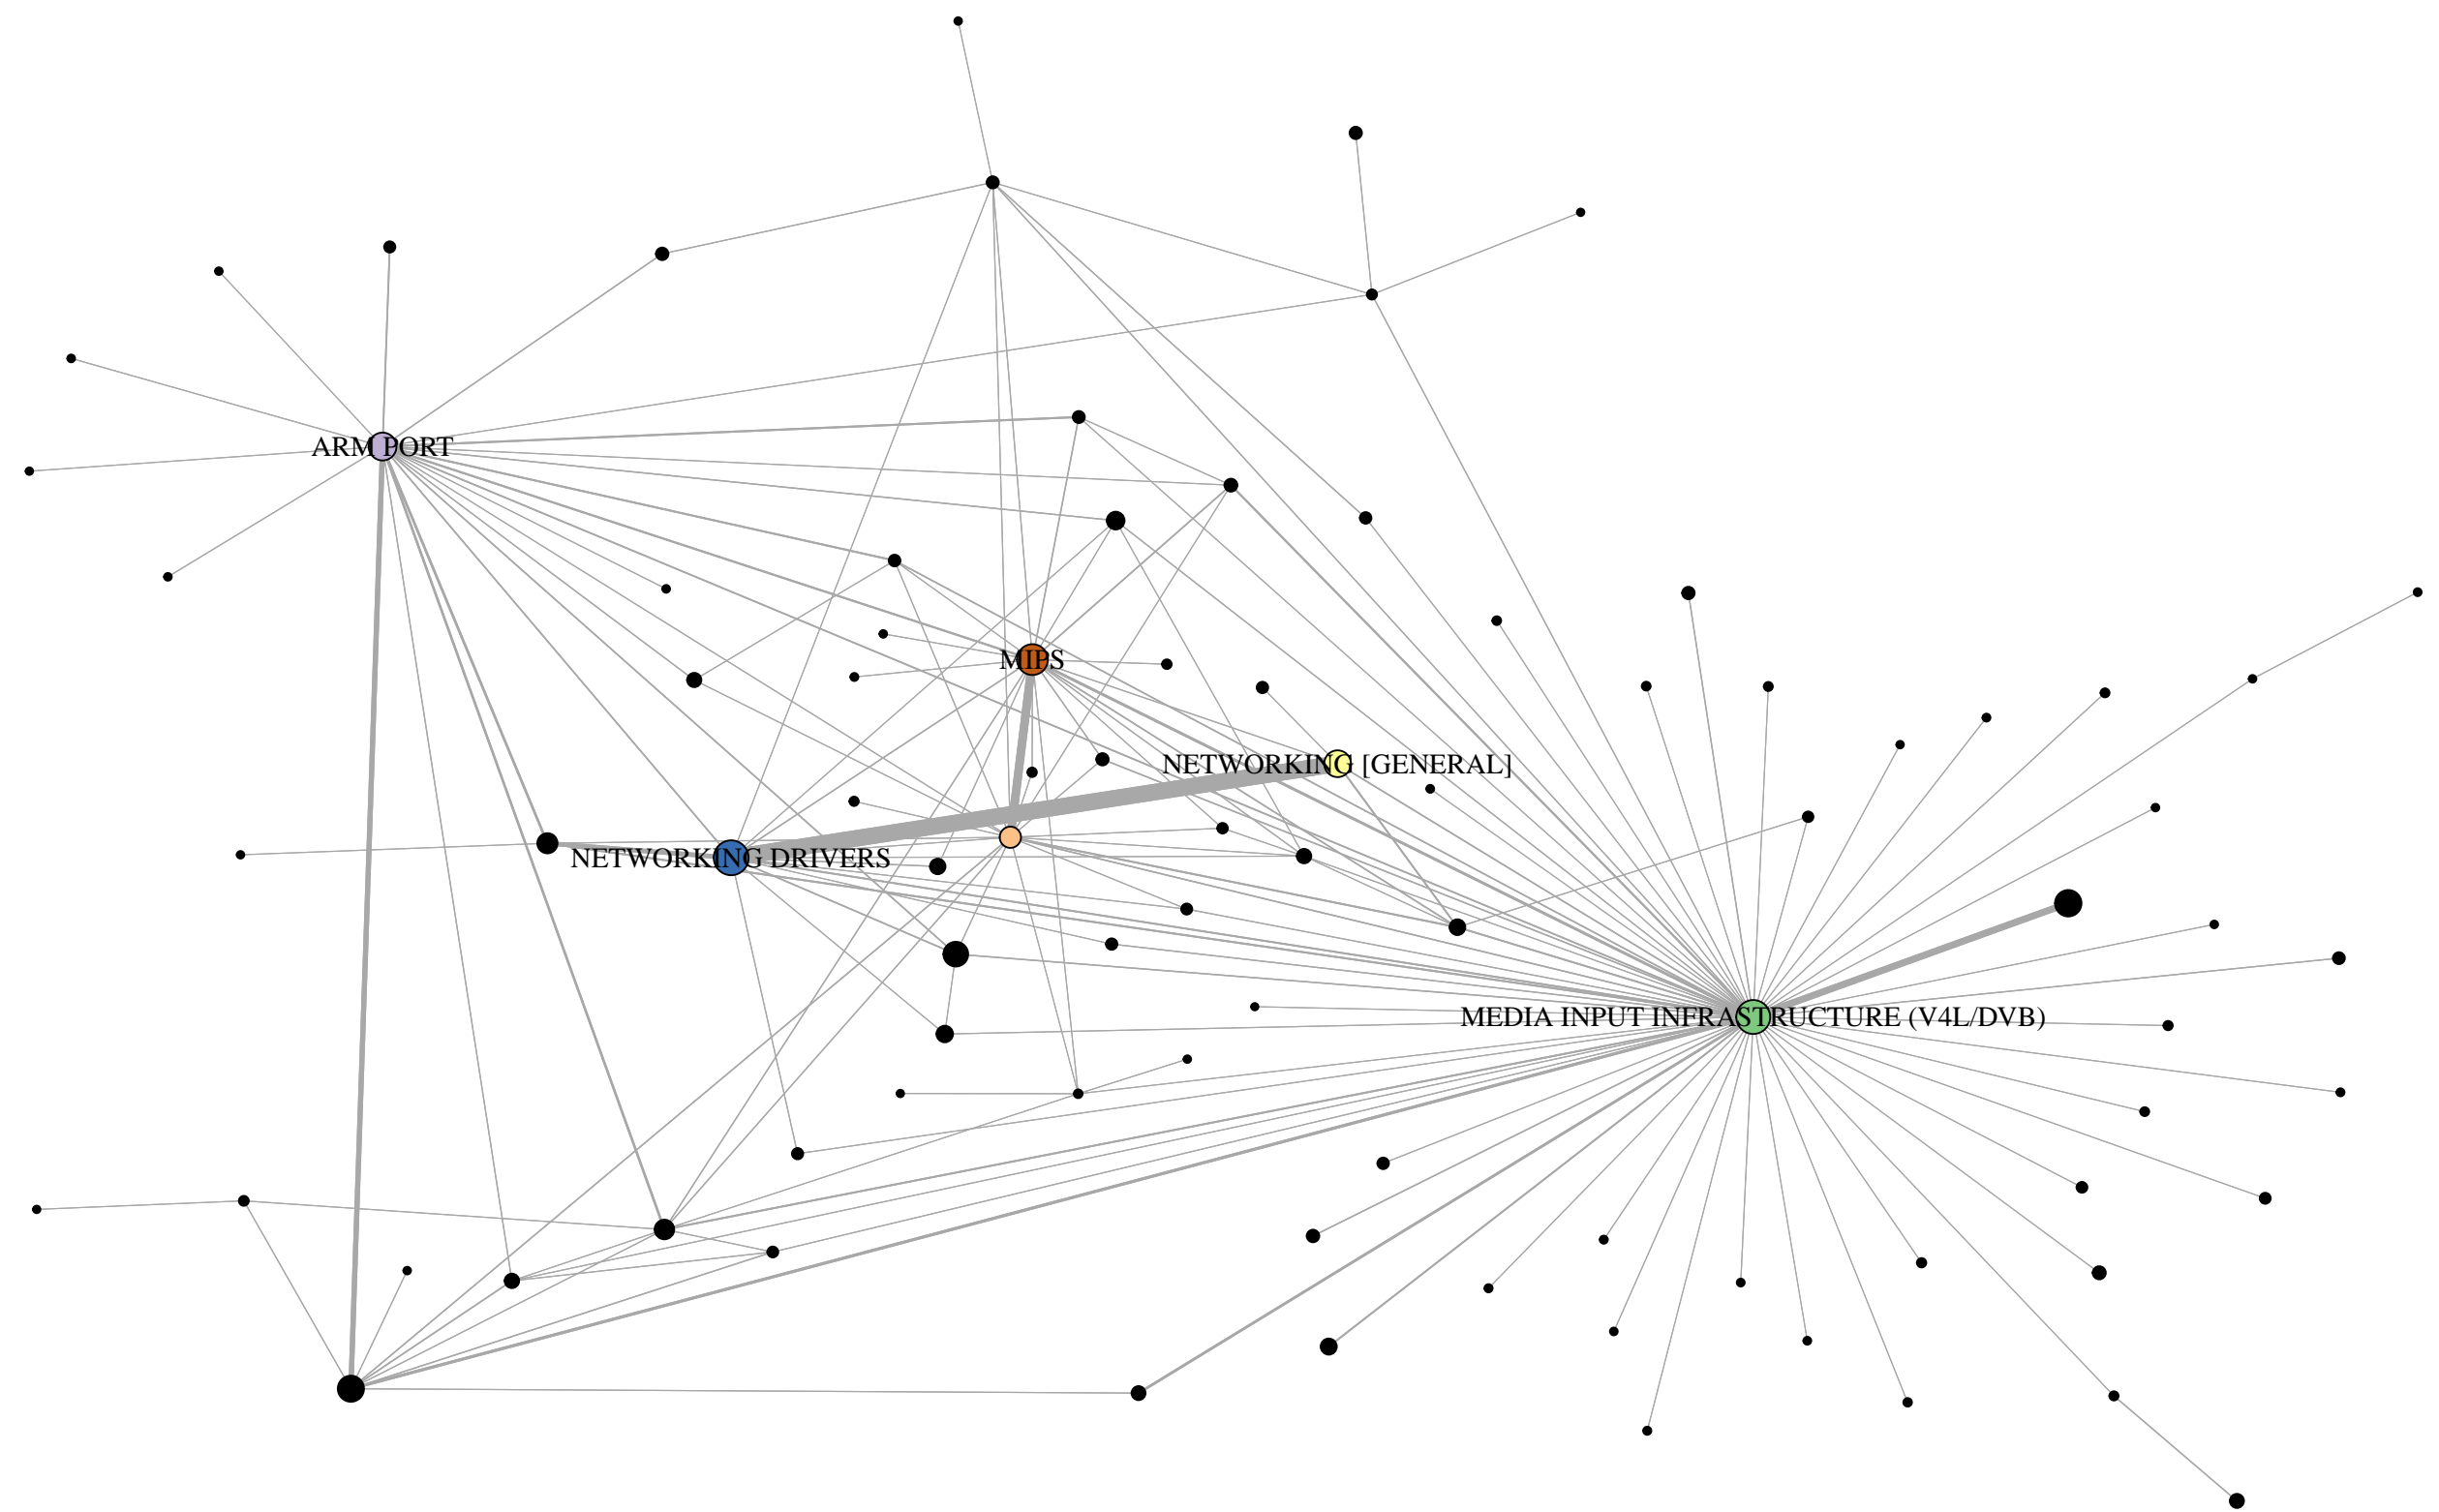 ARM PORT
MIPS
NETWORKING [GENERAL]
NETWORKING DRIVERS
MEDIA INPUT INFRASTRUCTURE (V4L/DVB)